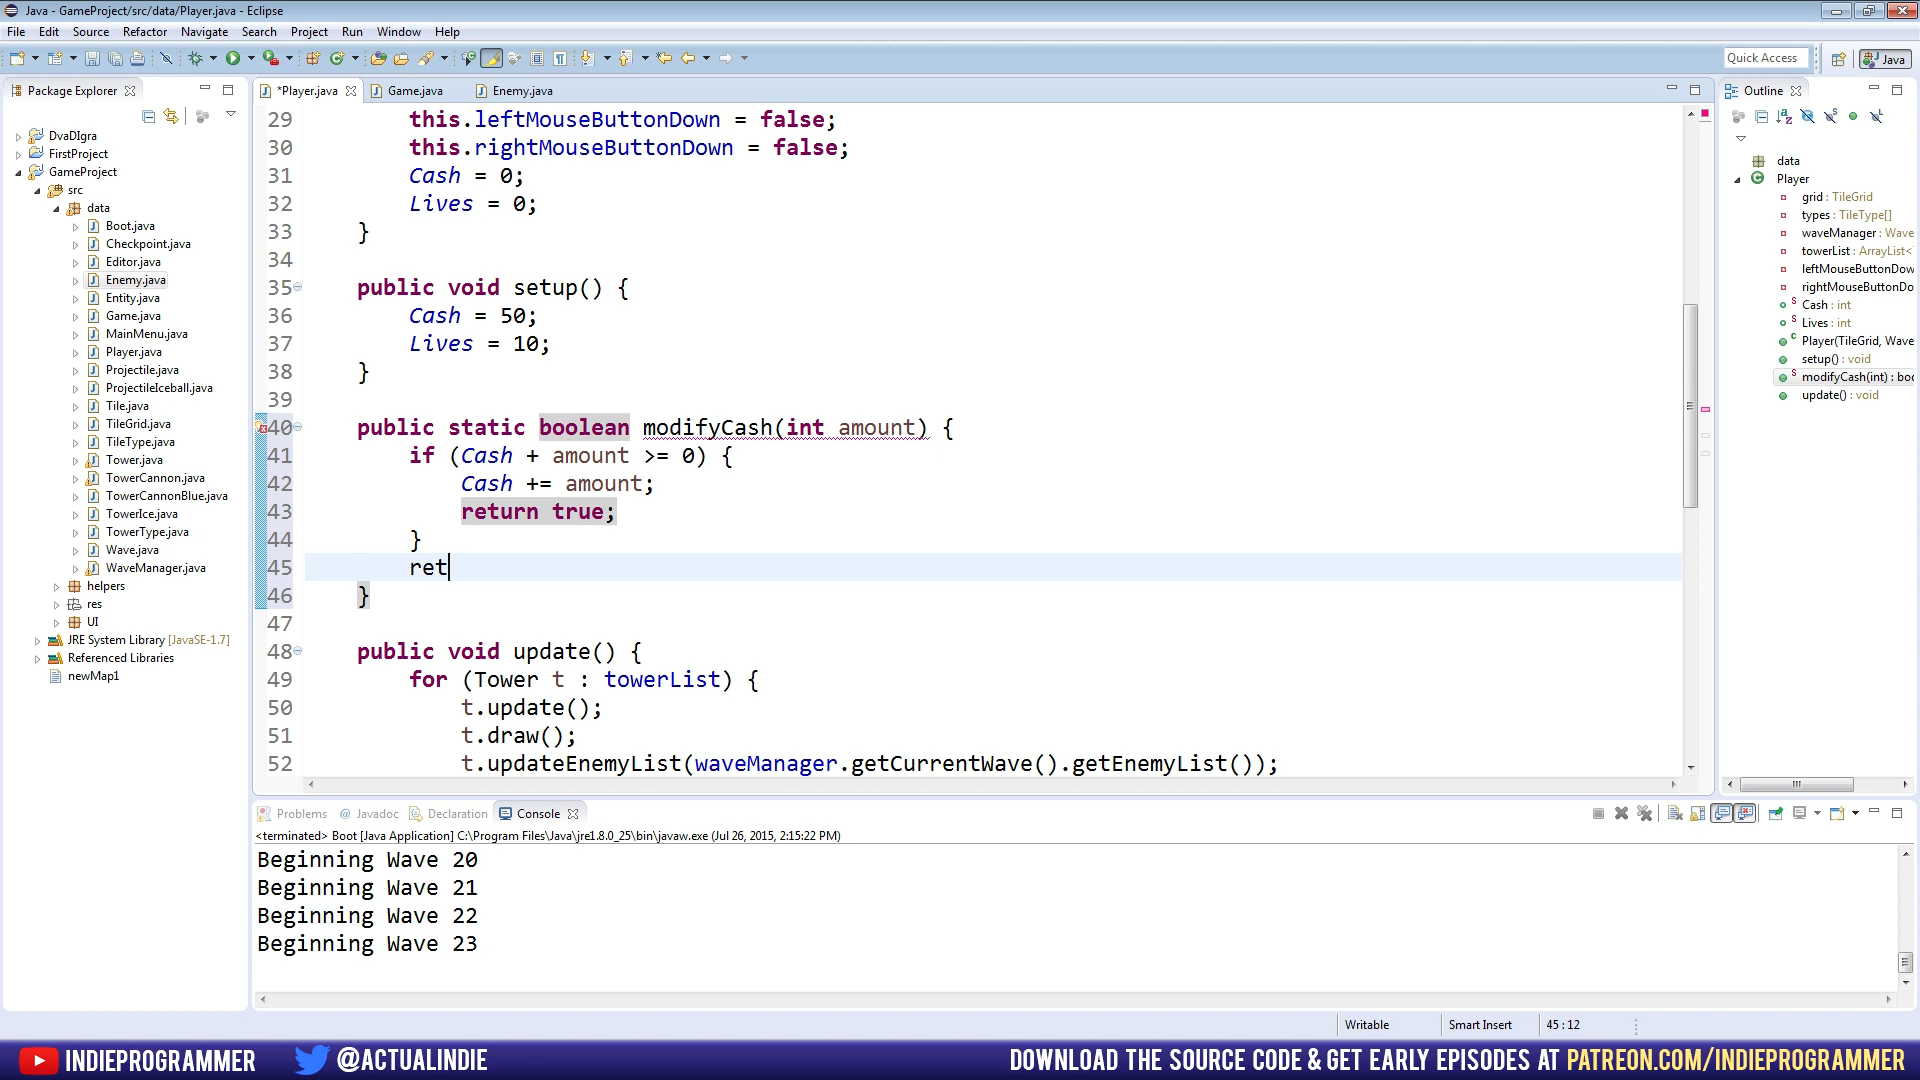 Java - GameProject/src/data/Player.java - Eclipse
File Edit Source Refactor Navigate Search Project Run Window Help
Quick Access
Java
Package Explorer
DvaDIgra
FirstProject
GameProject
src
data
Boot.java
Checkpoint.java
Editor.java
Enemy.java
Entity.java
Game.java
MainMenu.java
Player.java
Projectile.java
ProjectileIceball.java
Tile.java
TileGrid.java
TileType.java
Tower.java
TowerCannon.java
TowerCannonBlue.java
TowerIce.java
TowerType.java
Wave.java
WaveManager.java
helpers
res
UI
JRE System Library [JavaSE-1.7]
Referenced Libraries
newMap1
*Player.java Game.java Enemy.java
29 this.leftMouseButtonDown = false;
30 this.rightMouseButtonDown = false;
31 Cash = 0;
32 Lives = 0;
33 }
34
35 public void setup() {
36 Cash = 50;
37 Lives = 10;
38 }
39
40 public static boolean modifyCash(int amount) {
41 if (Cash + amount >= 0) {
42 Cash += amount;
43 return true;
44 }
45 ret
46 }
47
48 public void update() {
49 for (Tower t : towerList) {
50 t.update();
51 t.draw();
52 t.updateEnemyList(waveManager.getCurrentWave().getEnemyList());
Outline
data
Player
grid : TileGrid
types : TileType[]
waveManager : Wave
towerList : ArrayList<
leftMouseButtonDow
rightMouseButtonDo
Cash : int
Lives : int
Player(TileGrid, Wave
setup() : void
modifyCash(int) : boo
update() : void
Problems @ Javadoc Declaration Console
<terminated> Boot [Java Application] C:\Program Files\Java\jre1.8.0_25\bin\javaw.exe (Jul 26, 2015, 2:15:22 PM)
Beginning Wave 20
Beginning Wave 21
Beginning Wave 22
Beginning Wave 23
Writable Smart Insert 45 : 12
INDIEPROGRAMMER @ACTUALINDIE DOWNLOAD THE SOURCE CODE & GET EARLY EPISODES AT PATREON.COM/INDIEPROGRAMMER